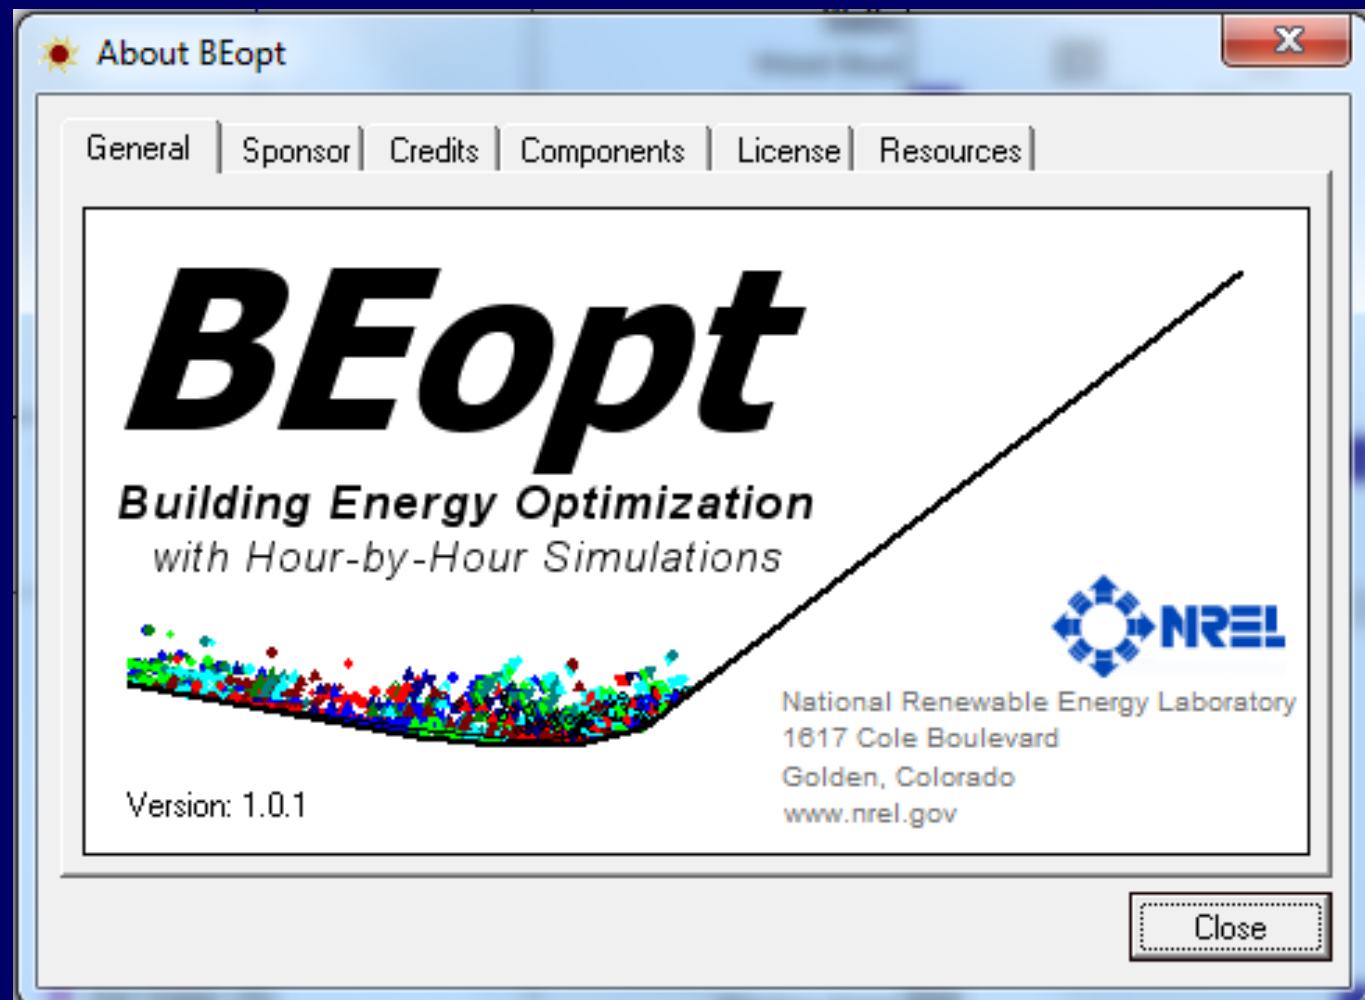 About BEopt
General Sponsor Credits Components License Resources
BEopt
Building Energy Optimization
with Hour-by-Hour Simulations
NREL
National Renewable Energy Laboratory
1617 Cole Boulevard
Golden, Colorado
www.nrel.gov
Version: 1.0.1
Close